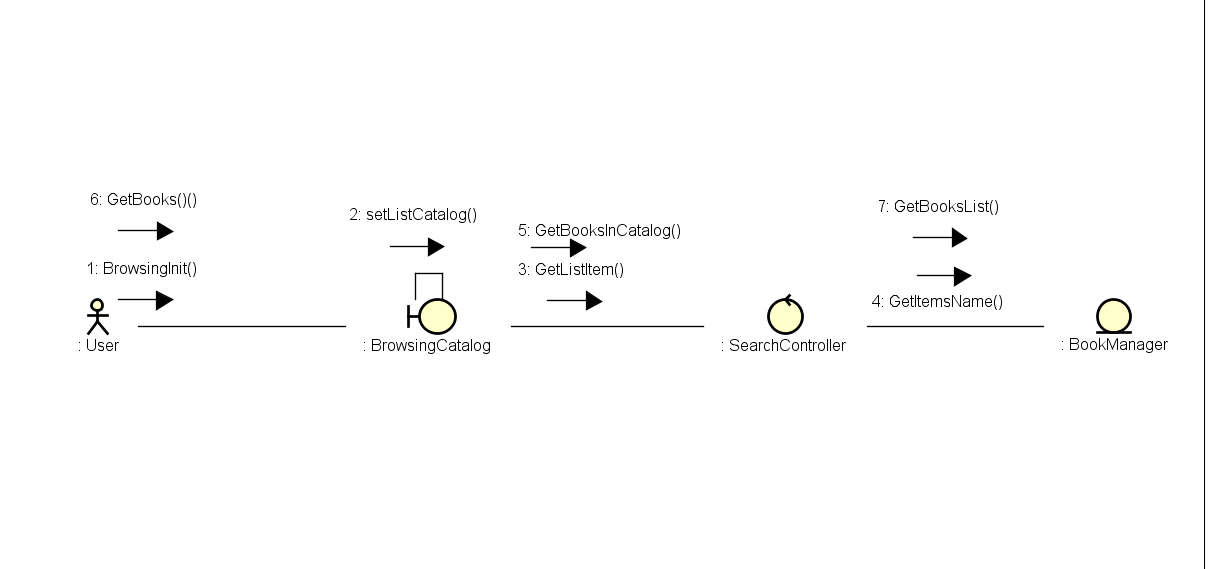 6: GetBooks()()
2: setListCatalog()
7: GetBooksList()
5: GetBooksInCatalog()
1: BrowsingInit()
3: GetListItem()
4: GetItemsName()
: User
: BrowsingCatalog
: SearchController
: BookManager